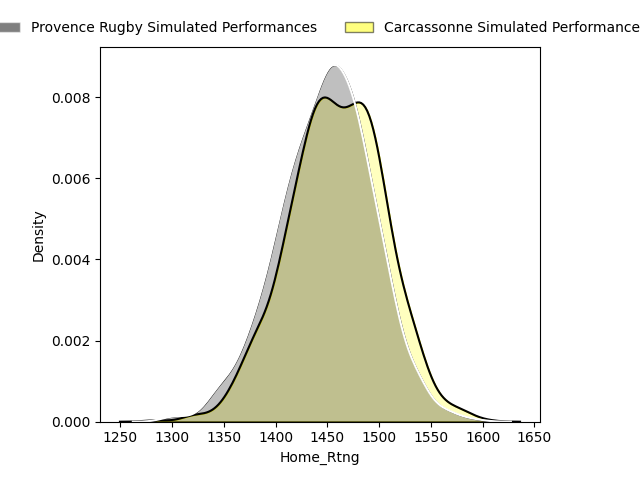 Provence Rugby Simulated Performances
Carcassonne Simulated Performance
0.008
0.006
0.004
0.002
0.000
Density
1250 1300 1350 1400 1450 1500 1550 1600 1650
Home_Rtng